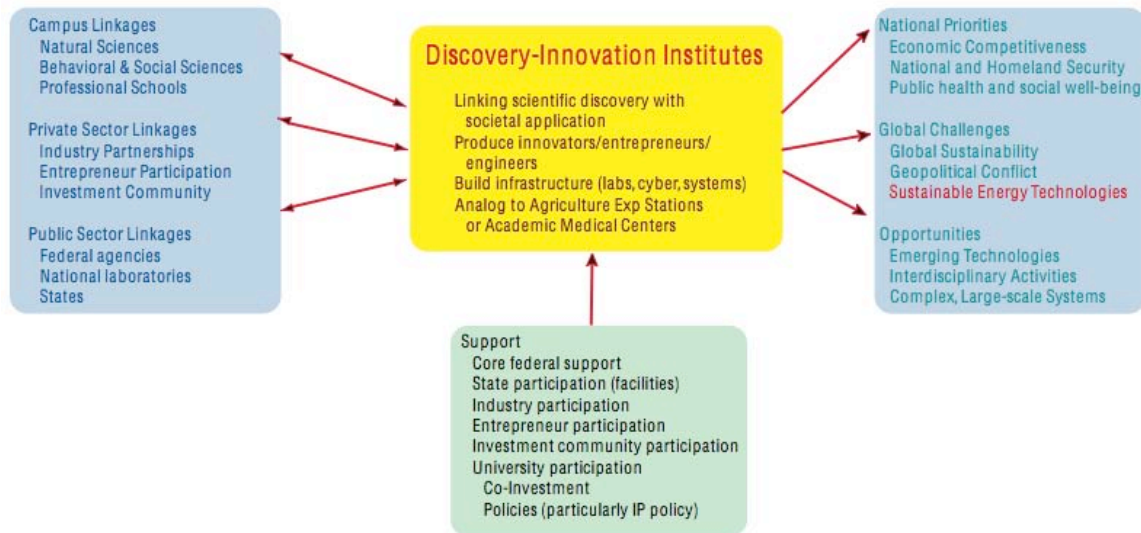 Campus Linkages
Natural Sciences
Behavioral & Social Sciences
Professional Schools
Private Sector Linkages
Industry Partnerships
Entrepreneur Participation
Investment Community
Public Sector Linkages
Federal agencies
National laboratories
States
Discovery-Innovation Institutes
Linking scientific discovery with
societal application
Produce innovators/entrepreneurs/
engineers
Build infrastructure (labs, cyber, systems)
Analog to Agriculture Exp Stations
or Academic Medical Centers
National Priorities
Economic Competitiveness
National and Homeland Security
Public health and social well-being
Global Challenges
Global Sustainability
Geopolitical Conflict
Sustainable Energy Technologies
Opportunities
Emerging Technologies
Interdisciplinary Activities
Complex, Large-scale Systems
Support
Core federal support
State participation (facilities)
Industry participation
Entrepreneur participation
Investment community participation
University participation
Co-Investment
Policies (particularly IP policy)